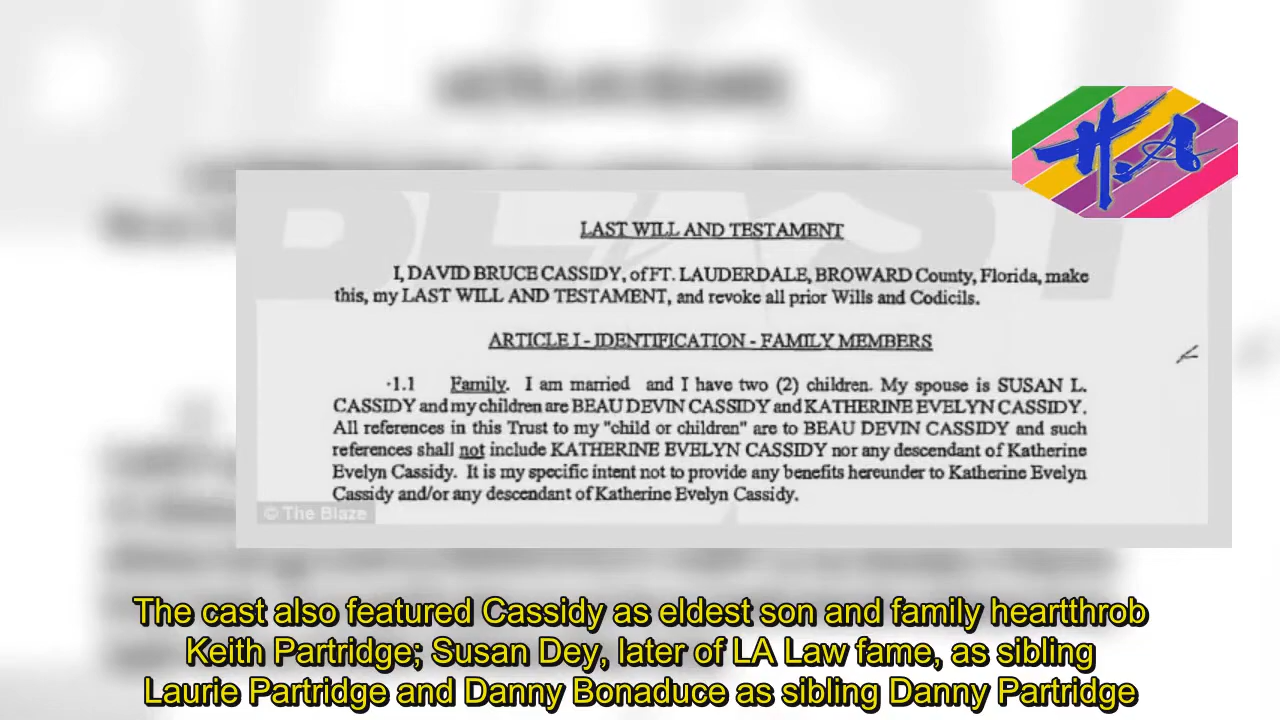 H.A
BLAST
LAST WILL AND TESTAMENT
I, DAVID BRUCE CASSIDY, of FT. LAUDERDALE, BROWARD County, Florida, make
this, my LAST WILL AND TESTAMENT, and revoke all prior Wills and Codicils.
ARTICLE I - IDENTIFICATION - FAMILY MEMBERS
1.1 Family. I am married and I have two (2) children. My spouse is SUSAN L.
CASSIDY and my children are BEAU DEVIN CASSIDY and KATHERINE EVELYN CASSIDY.
All references in this Trust to my "child or children" are to BEAU DEVIN CASSIDY and such
references shall not include KATHERINE EVELYN CASSIDY nor any descendant of Katherine
Evelyn Cassidy. It is my specific intent not to provide any benefits hereunder to Katherine Evelyn
Cassidy and/or any descendant of Katherine Evelyn Cassidy.
© The Blaze
The cast also featured Cassidy as eldest son and family heartthrob
Keith Partridge; Susan Dey, later of LA Law fame, as sibling
Laurie Partridge and Danny Bonaduce as sibling Danny Partridge